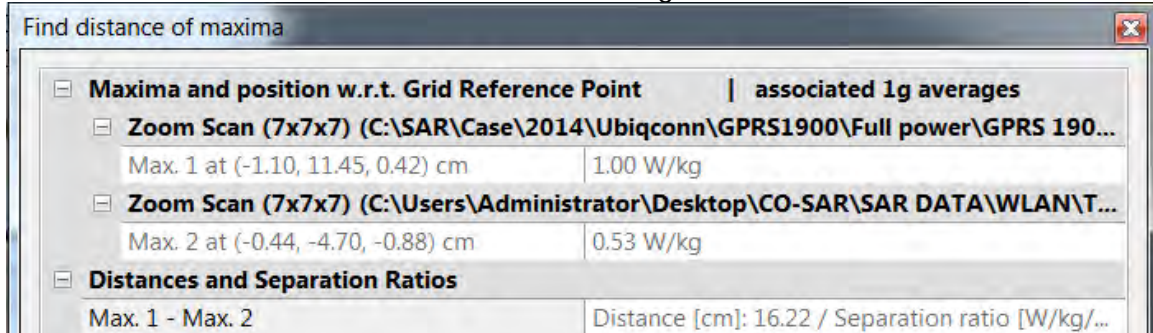 Find distance of maxima
Maxima and position w.r.t. Grid Reference Point | associated 1g averages
Zoom Scan (7x7x7) (C:\SAR\Case\2014\Ubiqconn\GPRS1900\Full power\GPRS 190...
Max. 1 at (-1.10, 11.45, 0.42) cm 1.00 W/kg
Zoom Scan (7x7x7) (C:\Users\Administrator\Desktop\CO-SAR\SAR DATA\WLAN\T...
Max. 2 at (-0.44, -4.70, -0.88) cm 0.53 W/kg
Distances and Separation Ratios
Max. 1 - Max. 2 Distance [cm]: 16.22 / Separation ratio [W/kg/...